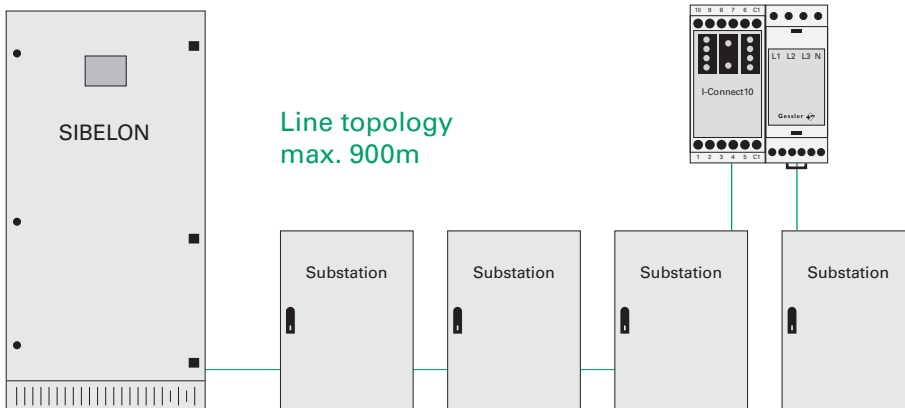 10 9 8 7 6 C1
L1 L2 L3 N
I-Connect10
Gessler
1 2 3 4 5 C1
SIBELON
Line topology
max. 900m
Substation
Substation
Substation
Substation